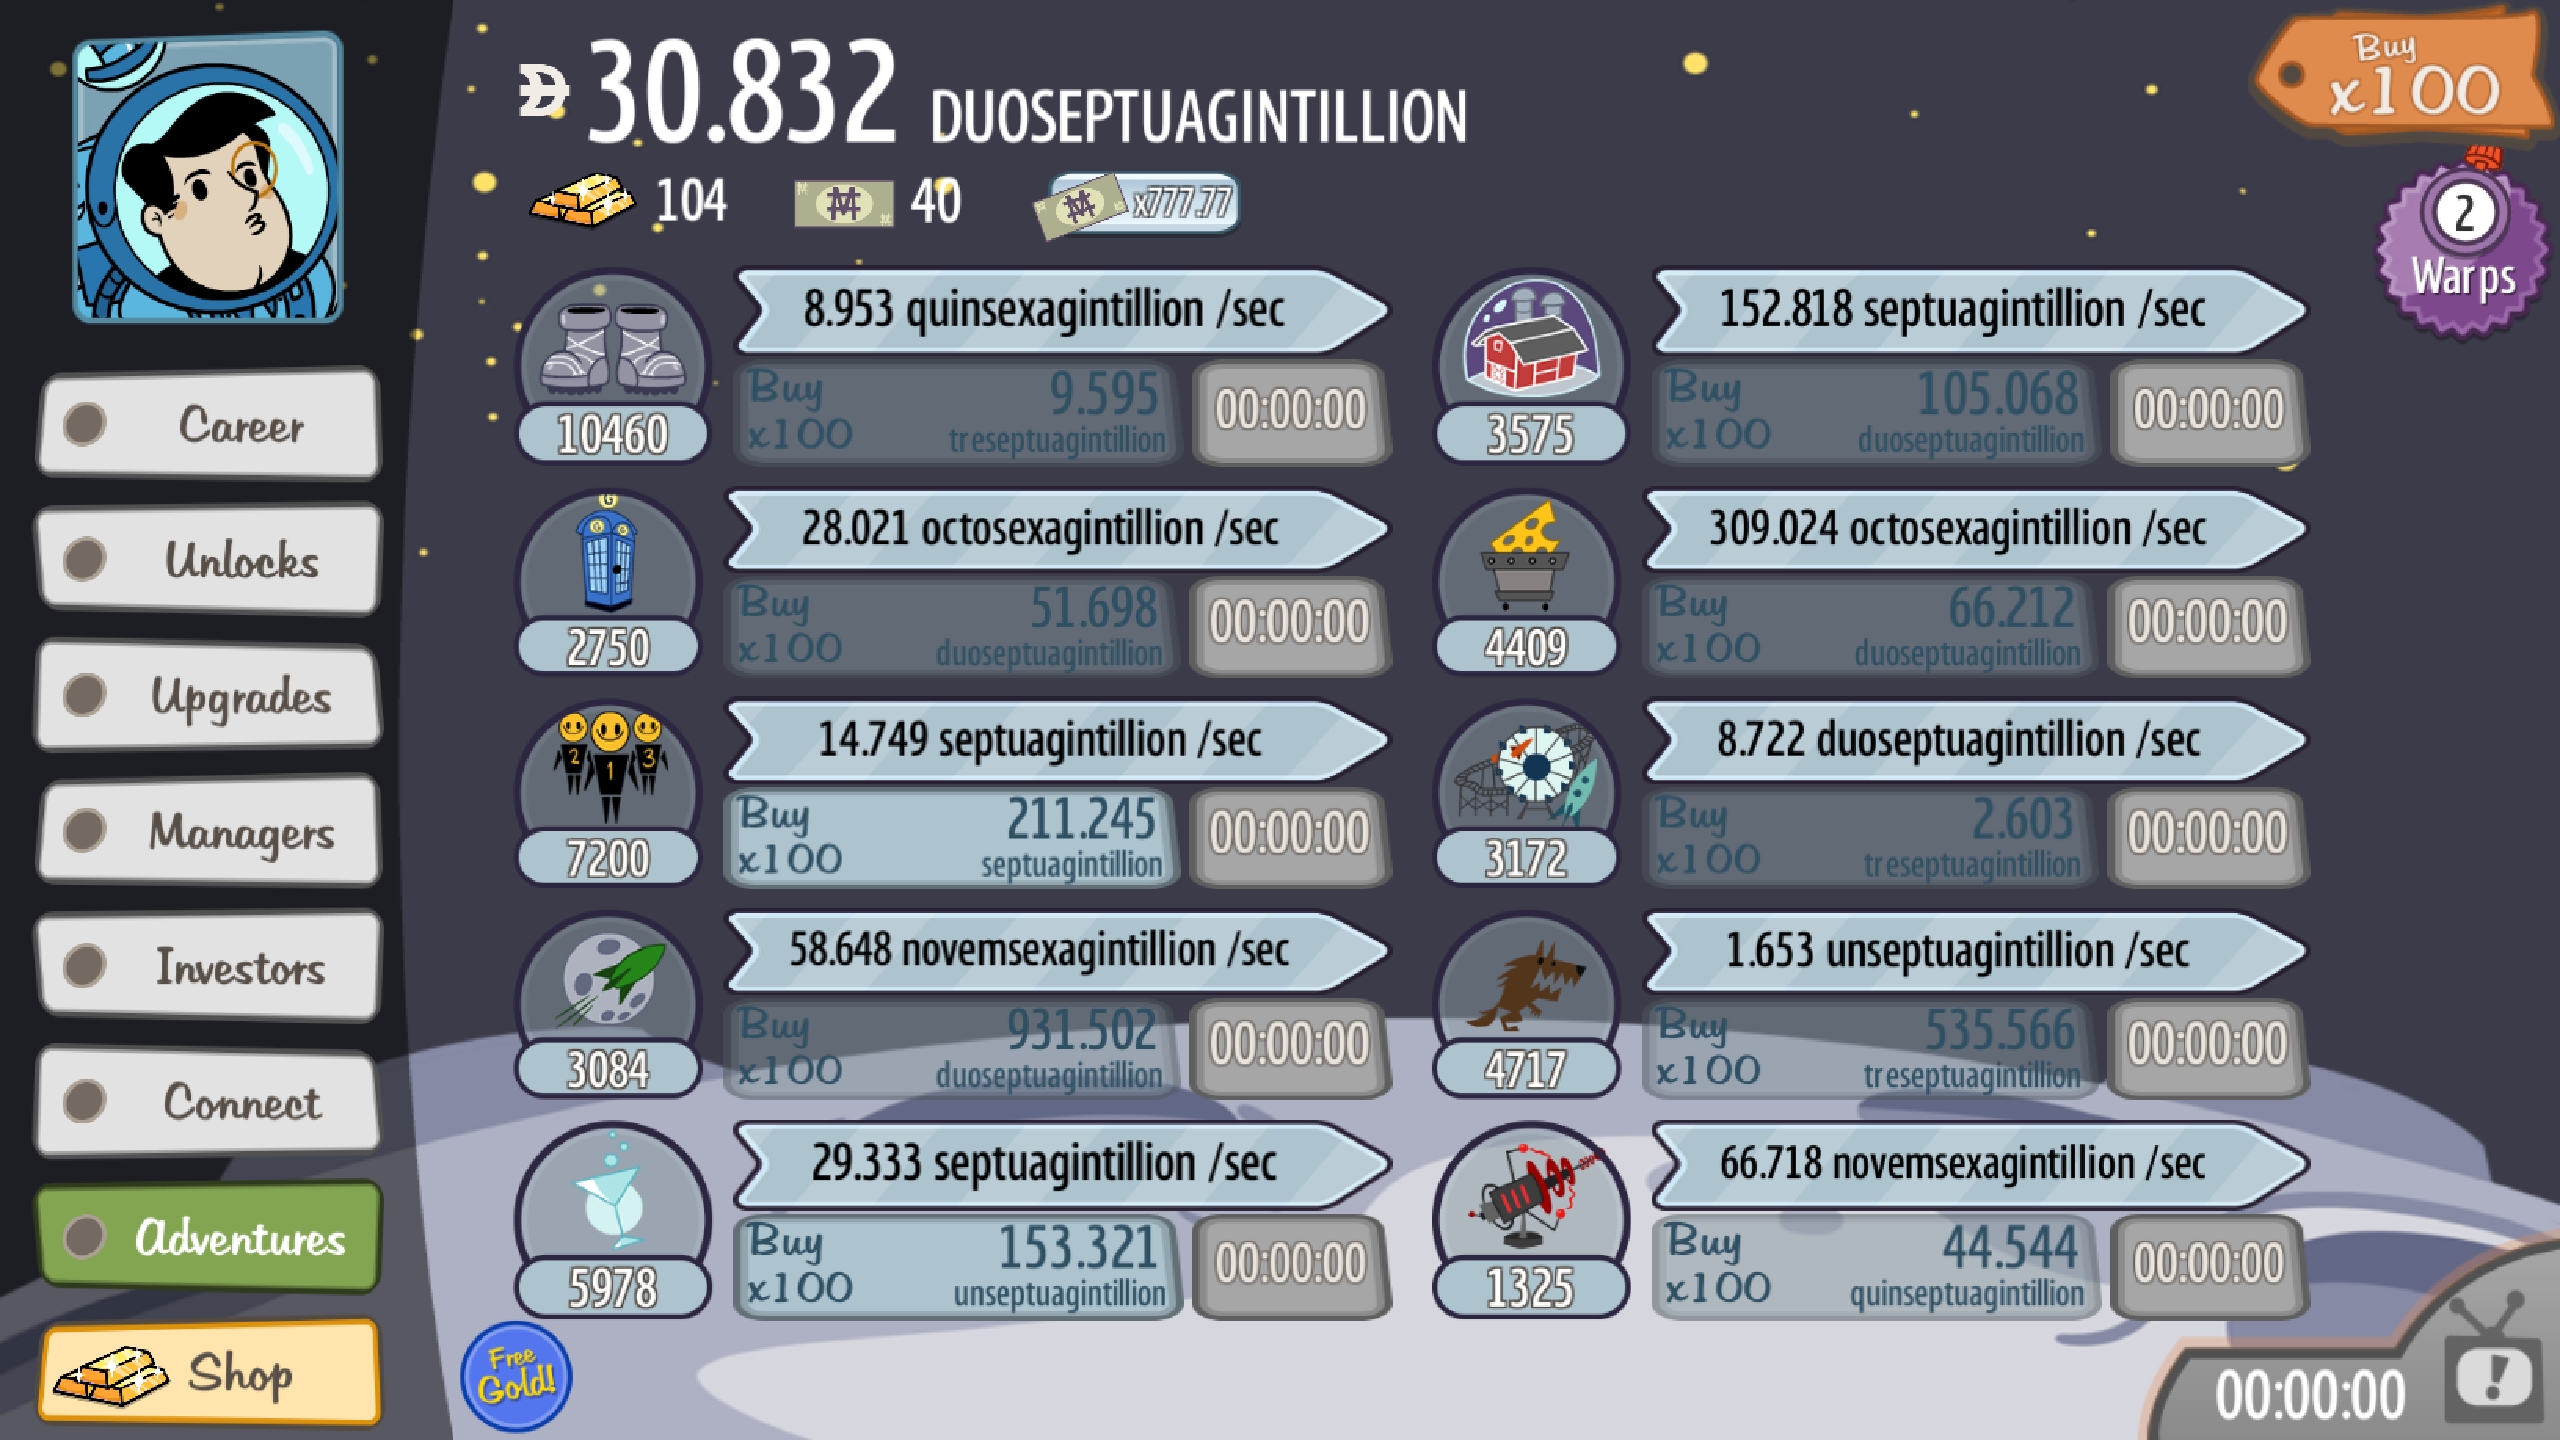 30.832 DUOSEPTUAGINTILLION
Buy
x100
104 40 x777.77
2
Warps
Career
Unlocks
Upgrades
Managers
Investors
Connect
Adventures
Shop
8.953 quinsexagintillion /sec
10460
Buy x100
9.595 treseptuagintillion
00:00:00
152.818 septuagintillion /sec
3575
Buy x100
105.068 duoseptuagintillion
00:00:00
G
28.021 octosexagintillion /sec
2750
Buy x100
51.698 duoseptuagintillion
00:00:00
309.024 octosexagintillion /sec
4409
Buy x100
66.212 duoseptuagintillion
00:00:00
2 1 3
14.749 septuagintillion /sec
7200
Buy x100
211.245 septuagintillion
00:00:00
8.722 duoseptuagintillion /sec
3172
Buy x100
2.603 treseptuagintillion
00:00:00
58.648 novemsexagintillion /sec
3084
Buy x100
931.502 duoseptuagintillion
00:00:00
1.653 unseptuagintillion /sec
4717
Buy x100
535.566 treseptuagintillion
00:00:00
29.333 septuagintillion /sec
5978
Buy x100
153.321 unseptuagintillion
00:00:00
66.718 novemsexagintillion /sec
1325
Buy x100
44.544 quinseptuagintillion
00:00:00
Free
Gold!
00:00:00
!